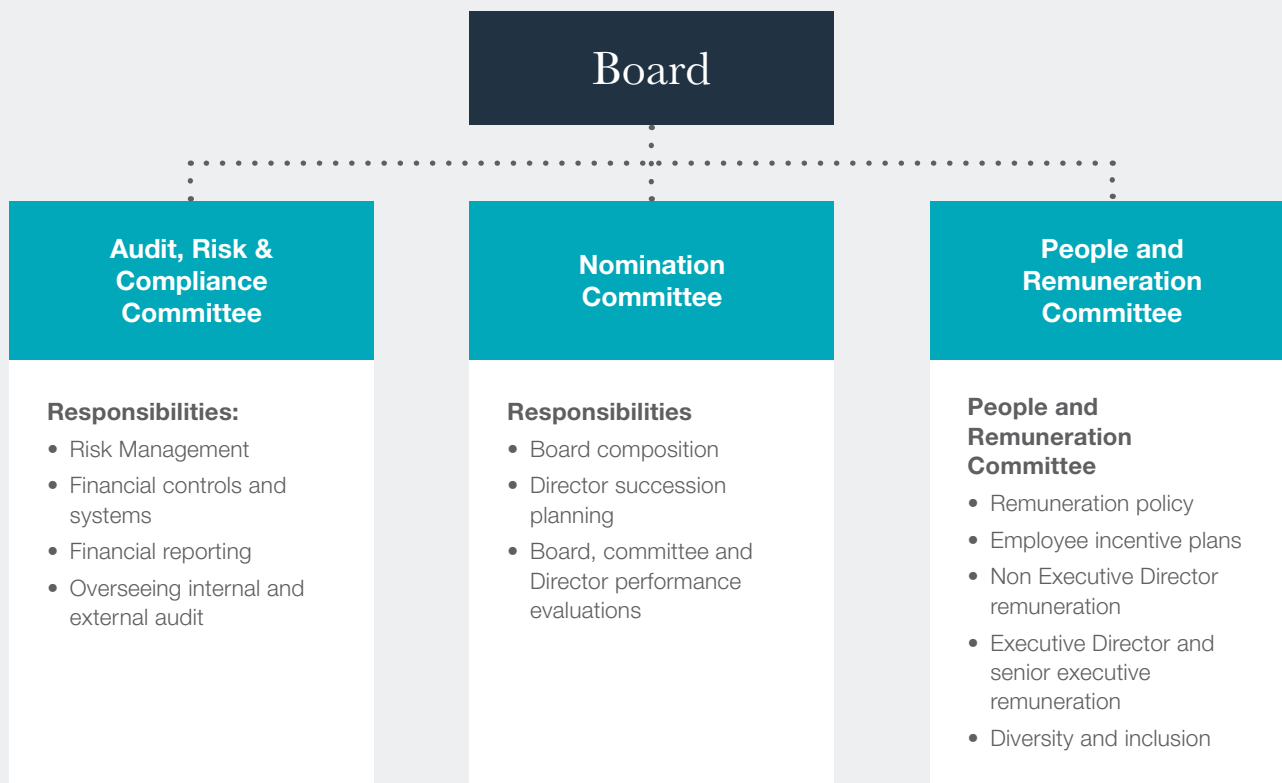 Board
Audit, Risk &
Compliance
Committee
Responsibilities:
• Risk Management
• Financial controls and
systems
• Financial reporting
• Overseeing internal and
external audit
Nomination
Committee
Responsibilities
• Board composition
• Director succession
planning
• Board, committee and
Director performance
evaluations
People and
Remuneration
Committee
People and
Remuneration
Committee
• Remuneration policy
• Employee incentive plans
• Non Executive Director
remuneration
• Executive Director and
senior executive
remuneration
• Diversity and inclusion